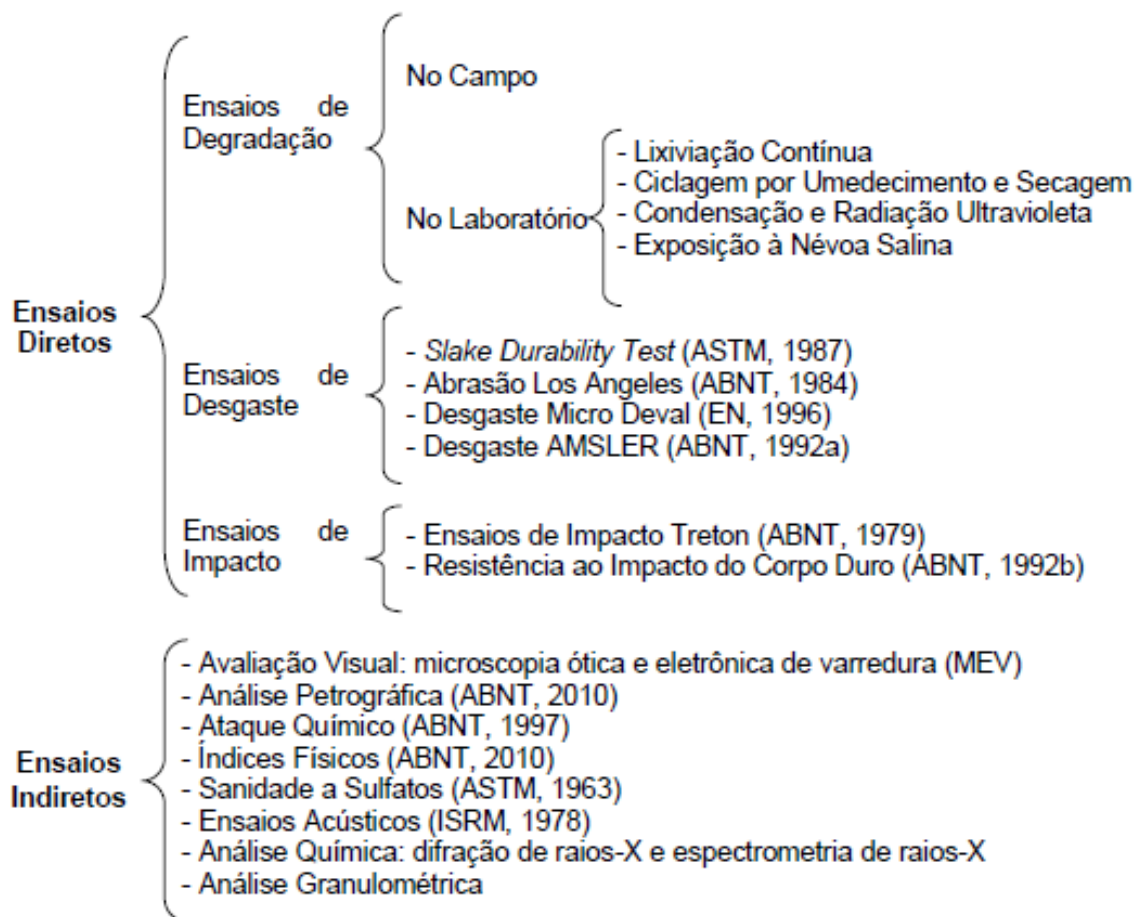 Ensaios Diretos
Ensaios de Degradação
No Campo
No Laboratório
- Lixiviação Contínua
- Ciclagem por Umedecimento e Secagem
- Condensação e Radiação Ultravioleta
- Exposição à Névoa Salina
Ensaios de Desgaste
- Slake Durability Test (ASTM, 1987)
- Abrasão Los Angeles (ABNT, 1984)
- Desgaste Micro Deval (EN, 1996)
- Desgaste AMSLER (ABNT, 1992a)
Ensaios de Impacto
- Ensaios de Impacto Treton (ABNT, 1979)
- Resistência ao Impacto do Corpo Duro (ABNT, 1992b)
Ensaios Indiretos
- Avaliação Visual: microscopia ótica e eletrônica de varredura (MEV)
- Análise Petrográfica (ABNT, 2010)
- Ataque Químico (ABNT, 1997)
- Índices Físicos (ABNT, 2010)
- Sanidade a Sulfatos (ASTM, 1963)
- Ensaios Acústicos (ISRM, 1978)
- Análise Química: difração de raios-X e espectrometria de raios-X
- Análise Granulométrica